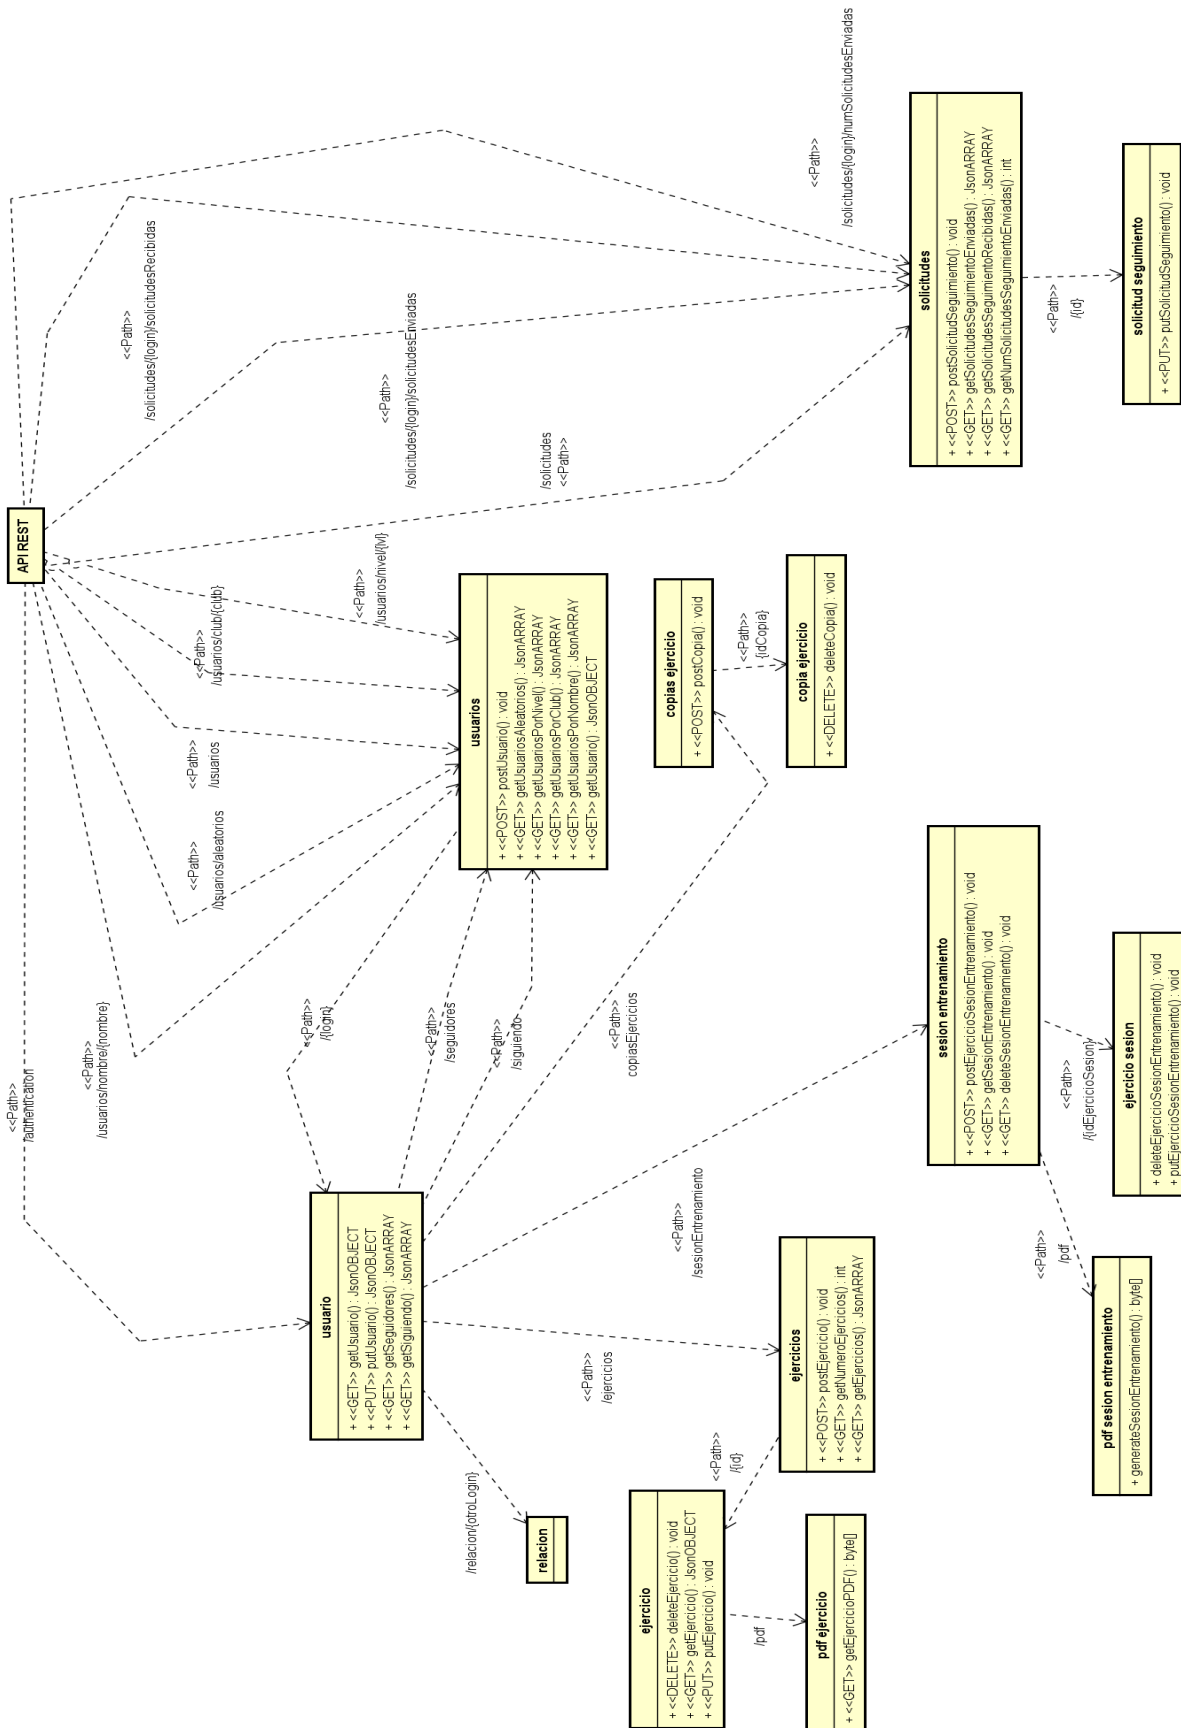 API REST
<<Path>>
/authentication
<<Path>>
/usuarios/nombre/{nombre}
<<Path>>
/usuarios/aleatorios
<<Path>>
/usuarios
<<Path>>
/usuarios/club/{club}
<<Path>>
/usuarios/nivel/{lvl}
/solicitudes
<<Path>>
<<Path>>
/solicitudes/{login}/solicitudesEnviadas
<<Path>>
/solicitudes/{login}/solicitudesRecibidas
<<Path>>
/solicitudes/{login}/numSolicitudesEnviadas
usuario
+ <<GET>> getUsuario() : JsonOBJECT
+ <<PUT>> putUsuario() : JsonOBJECT
+ <<GET>> getSeguidores() : JsonARRAY
+ <<GET>> getSiguiendo() : JsonARRAY
<<Path>>
/{login}
<<Path>>
/seguidores
<<Path>>
/siguiendo
usuarios
+ <<POST>> postUsuario() : void
+ <<GET>> getUsuariosAleatorios() : JsonARRAY
+ <<GET>> getUsuariosPorNivel() : JsonARRAY
+ <<GET>> getUsuariosPorClub() : JsonARRAY
+ <<GET>> getUsuariosPorNombre() : JsonARRAY
+ <<GET>> getUsuario() : JsonOBJECT
/relacion/{otroLogin}
relacion
<<Path>>
/ejercicios
<<Path>>
/sesionEntrenamiento
<<Path>>
copiasEjercicios
copias ejercicio
+ <<POST>> postCopia() : void
<<Path>>
{idCopia}
copia ejercicio
+ <<DELETE>> deleteCopia() : void
ejercicio
+ <<DELETE>> deleteEjercicio() : void
+ <<GET>> getEjercicio() : JsonOBJECT
+ <<PUT>> putEjercicio() : void
<<Path>>
/{id}
ejercicios
+ <<POST>> postEjercicio() : void
+ <<GET>> getNumeroEjercicios() : int
+ <<GET>> getEjercicios() : JsonARRAY
/pdf
pdf ejercicio
+ <<GET>> getEjercicioPDF() : byte[]
sesion entrenamiento
+ <<POST>> postEjercicioSesionEntrenamiento() : void
+ <<GET>> getSesionEntrenamiento() : void
+ <<GET>> deleteSesionEntrenamiento() : void
<<Path>>
/pdf
<<Path>>
/{idEjercicioSesion}
pdf sesion entrenamiento
+ generateSesionEntrenamiento() : byte[]
ejercicio sesion
+ deleteEjercicioSesionEntrenamiento() : void
+ putEjercicioSesionEntrenamiento() : void
solicitudes
+ <<POST>> postSolicitudSeguimiento() : void
+ <<GET>> getSolicitudesSeguimientoEnviadas() : JsonARRAY
+ <<GET>> getSolicitudesSeguimientoRecibidas() : JsonARRAY
+ <<GET>> getNumSolicitudesSeguimientoEnviadas() : int
<<Path>>
/{id}
solicitud seguimiento
+ <<PUT>> putSolicitudSeguimiento() : void